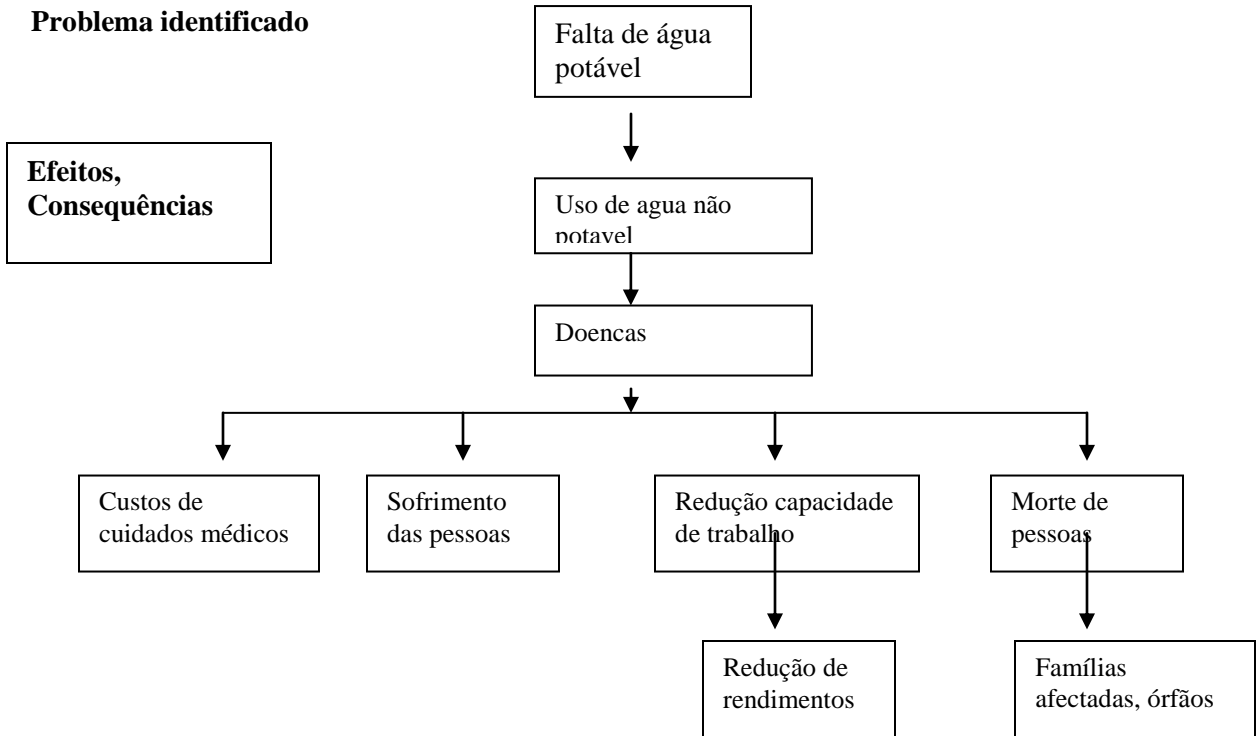 Problema identificado
Falta de água
potável
Efeitos,
Consequências
Uso de agua não
potavel
Doencas
Custos de
cuidados médicos
Sofrimento
das pessoas
Redução capacidade
de trabalho
Morte de
pessoas
Redução de
rendimentos
Famílias
afectadas, órfãos